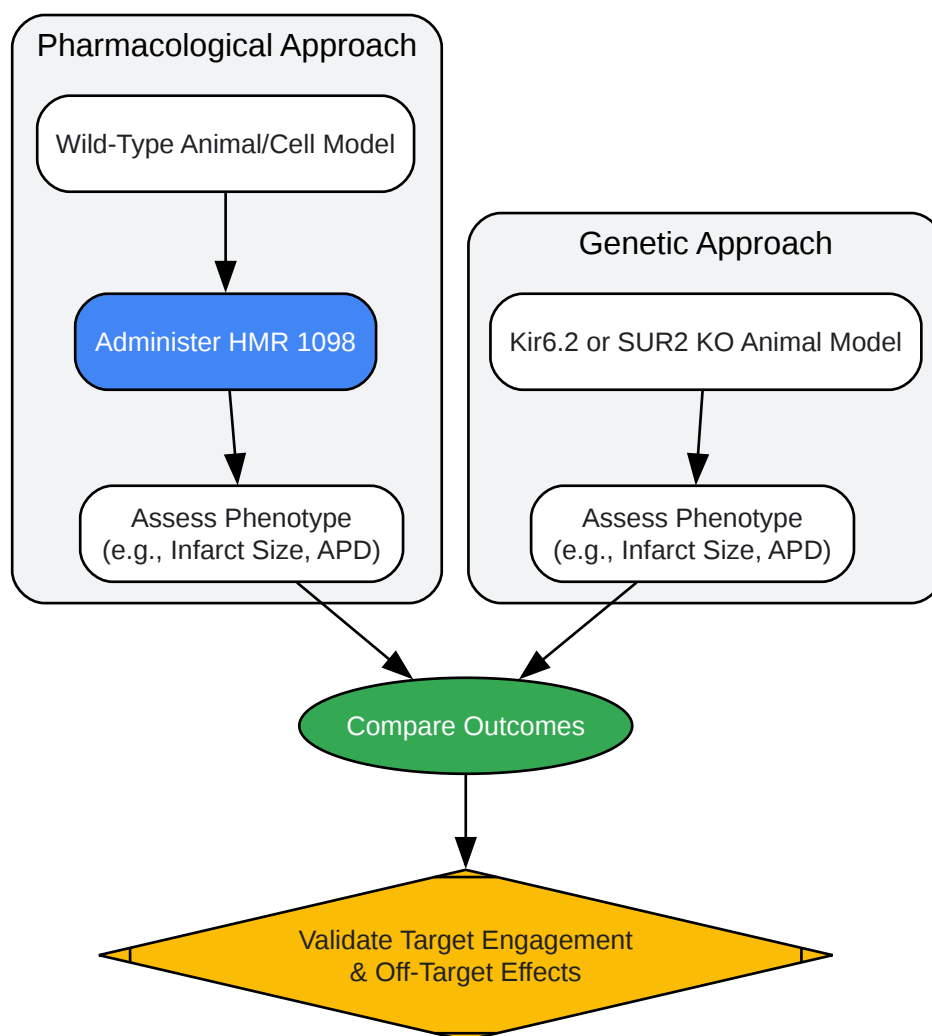 Pharmacological Approach
Wild-Type Animal/Cell Model
Administer HMR 1098
Assess Phenotype
(e.g., Infarct Size, APD)
Genetic Approach
Kir6.2 or SUR2 KO Animal Model
Assess Phenotype
(e.g., Infarct Size, APD)
Compare Outcomes
Validate Target Engagement
& Off-Target Effects